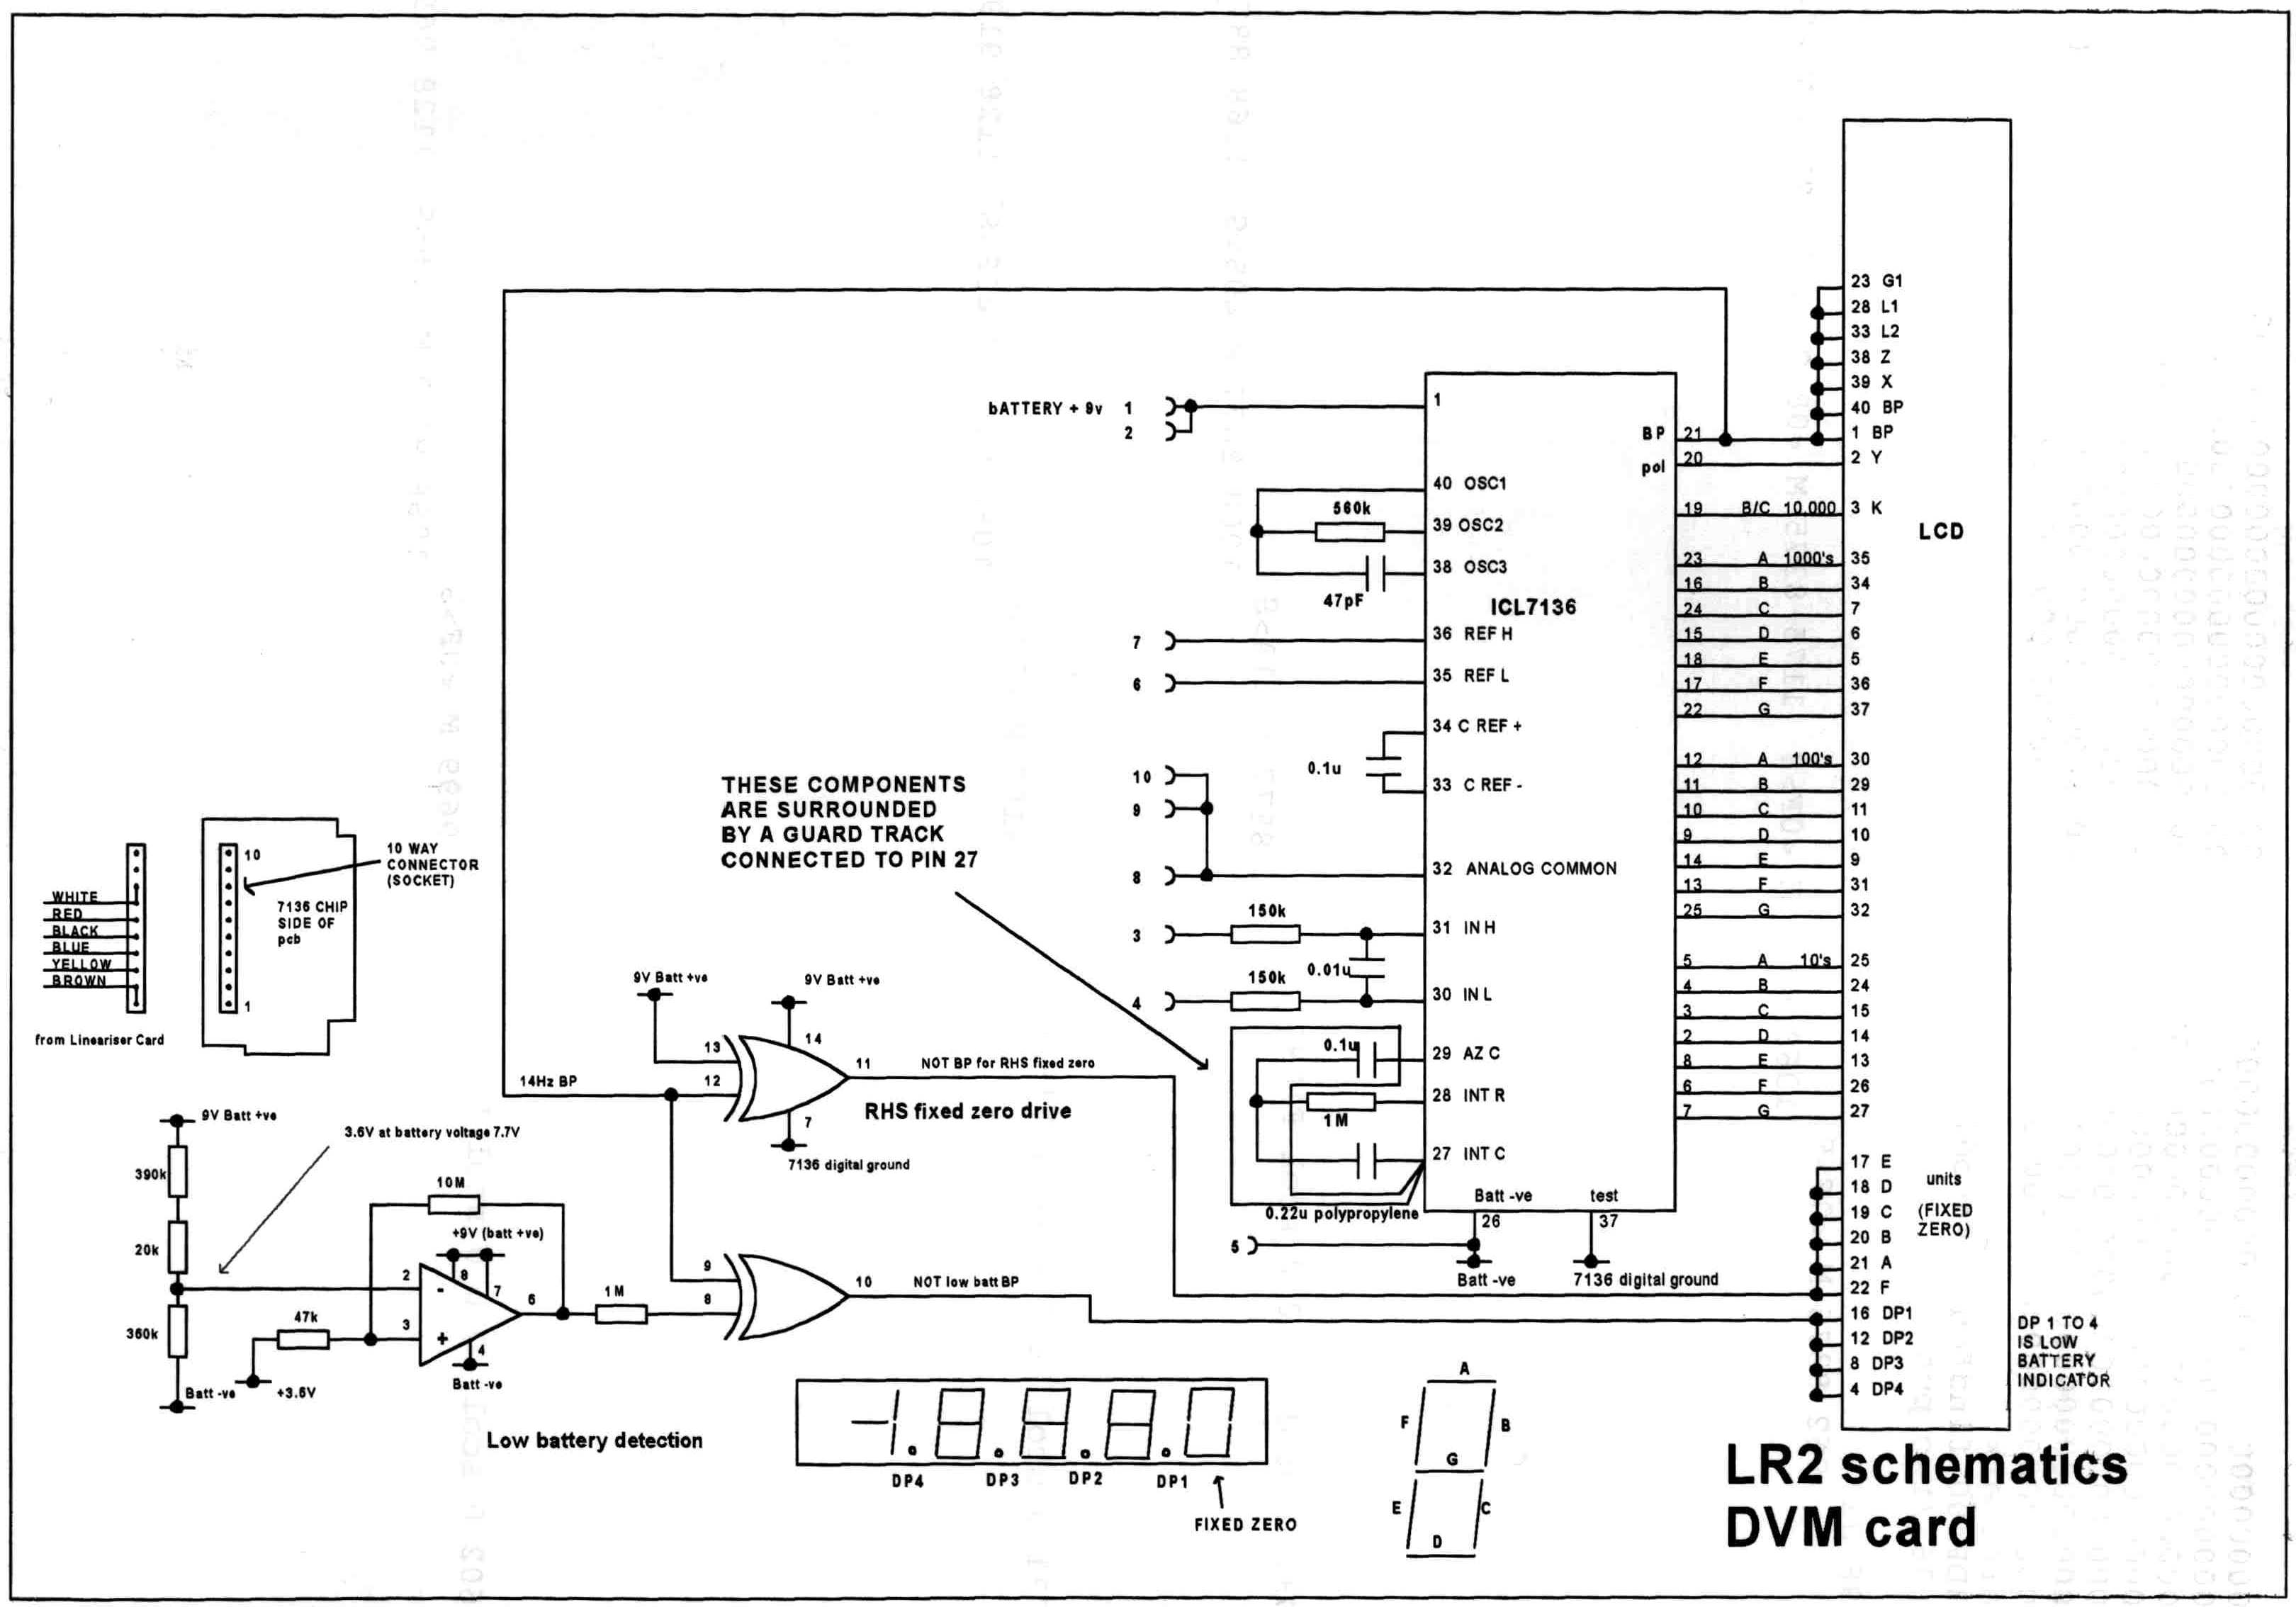 23 G1
28 L1
33 L2
38 Z
39 X
40 BP
1 BP
2 Y
bATTERY + 9v 1
2
1
BP 21
pol 20
40 OSC1
560k
39 OSC2
38 OSC3
47pF
ICL7136
19 B/C 10,000 3 K
LCD
23 A 1000's 35
16 B 34
24 C 7
15 D 6
18 E 5
17 F 36
22 G 37
7 36 REF H
6 35 REF L
34 C REF +
0.1u
33 C REF -
10
9
8 32 ANALOG COMMON
12 A 100's 30
11 B 29
10 C 11
9 D 10
14 E 9
13 F 31
25 G 32
THESE COMPONENTS
ARE SURROUNDED
BY A GUARD TRACK
CONNECTED TO PIN 27
3 150k 31 IN H
0.01u
4 150k 30 IN L
5 A 10's 25
4 B 24
3 C 15
2 D 14
8 E 13
6 F 26
7 G 27
10
10 WAY
CONNECTOR
(SOCKET)
7136 CHIP
SIDE OF
pcb
1
WHITE
RED
BLACK
BLUE
YELLOW
BROWN
from Lineariser Card
9V Batt +ve
9V Batt +ve
13
14
12
11
7
14Hz BP
NOT BP for RHS fixed zero
RHS fixed zero drive
7136 digital ground
0.1u
29 AZ C
28 INT R
1M
27 INT C
0.22u polypropylene
Batt -ve
test
26
37
5
Batt -ve
7136 digital ground
9V Batt +ve
3.6V at battery voltage 7.7V
390k
20k
360k
Batt -ve
10M
+9V (batt +ve)
2
-
8
7
6
3
+
4
47k
+3.6V
Batt -ve
1M
9
8
10
NOT low batt BP
Low battery detection
17 E
18 D
19 C
20 B
21 A
22 F
units
(FIXED
ZERO)
16 DP1
12 DP2
8 DP3
4 DP4
DP 1 TO 4
IS LOW
BATTERY
INDICATOR
-1.8.8.8.0
DP4 DP3 DP2 DP1
FIXED ZERO
A
F B
G
E C
D
LR2 schematics
DVM card